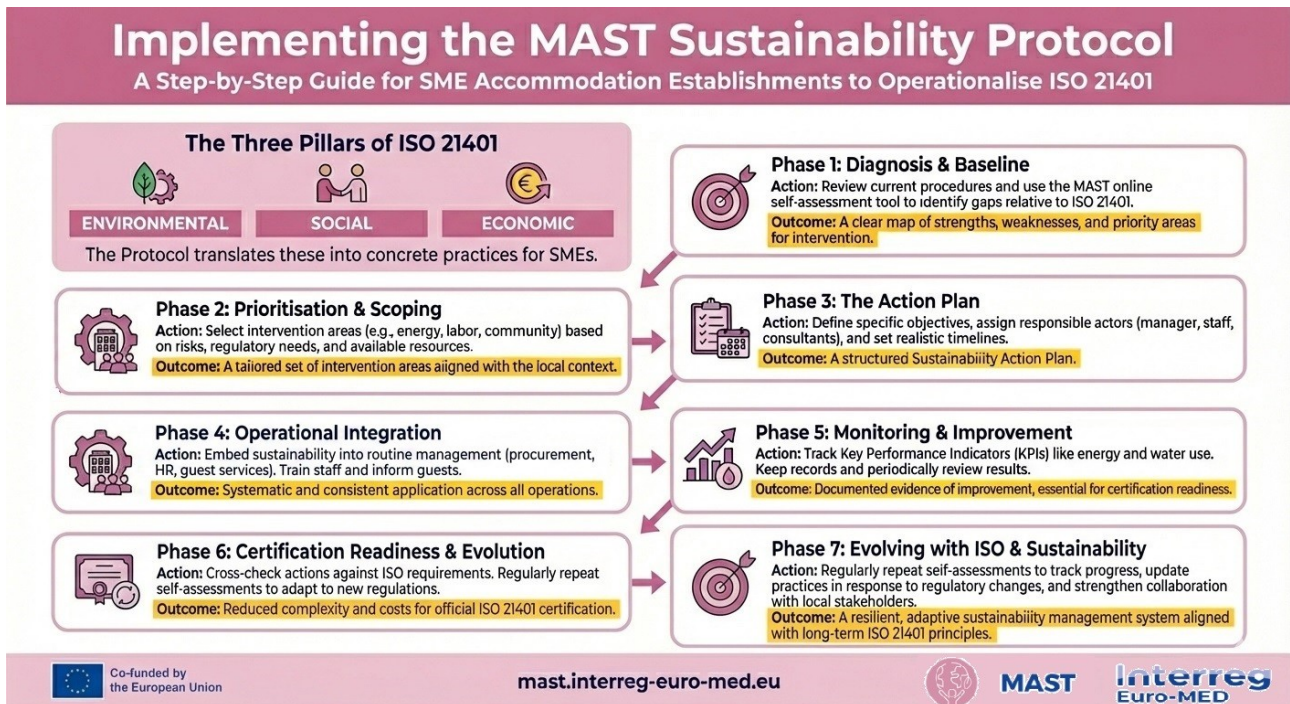 Implementing the MAST Sustainability Protocol
A Step-by-Step Guide for SME Accommodation Establishments to Operationalise ISO 21401
The Three Pillars of ISO 21401
ENVIRONMENTAL
SOCIAL
ECONOMIC
The Protocol translates these into concrete practices for SMEs.
Phase 1: Diagnosis & Baseline
Action: Review current procedures and use the MAST online
self-assessment tool to identify gaps relative to ISO 21401.
Outcome: A clear map of strengths, weaknesses, and priority areas
for intervention.
Phase 2: Prioritisation & Scoping
Action: Select intervention areas (e.g., energy, labor, community) based
on risks, regulatory needs, and available resources.
Outcome: A tailored set of intervention areas aligned with the local context.
Phase 3: The Action Plan
Action: Define specific objectives, assign responsible actors (manager, staff,
consultants), and set realistic timelines.
Outcome: A structured Sustainability Action Plan.
Phase 4: Operational Integration
Action: Embed sustainability into routine management (procurement,
HR, guest services). Train staff and inform guests.
Outcome: Systematic and consistent application across all operations.
Phase 5: Monitoring & Improvement
Action: Track Key Performance Indicators (KPIs) like energy and water use.
Keep records and periodically review results.
Outcome: Documented evidence of improvement, essential for certification readiness.
Phase 6: Certification Readiness & Evolution
Action: Cross-check actions against ISO requirements. Regularly repeat
self-assessments to adapt to new regulations.
Outcome: Reduced complexity and costs for official ISO 21401 certification.
Phase 7: Evolving with ISO & Sustainability
Action: Regularly repeat self-assessments to track progress, update
practices in response to regulatory changes, and strengthen collaboration
with local stakeholders.
Outcome: A resilient, adaptive sustainability management system aligned
with long-term ISO 21401 principles.
Co-funded by
the European Union
mast.interreg-euro-med.eu
MAST
Interreg
Euro-MED